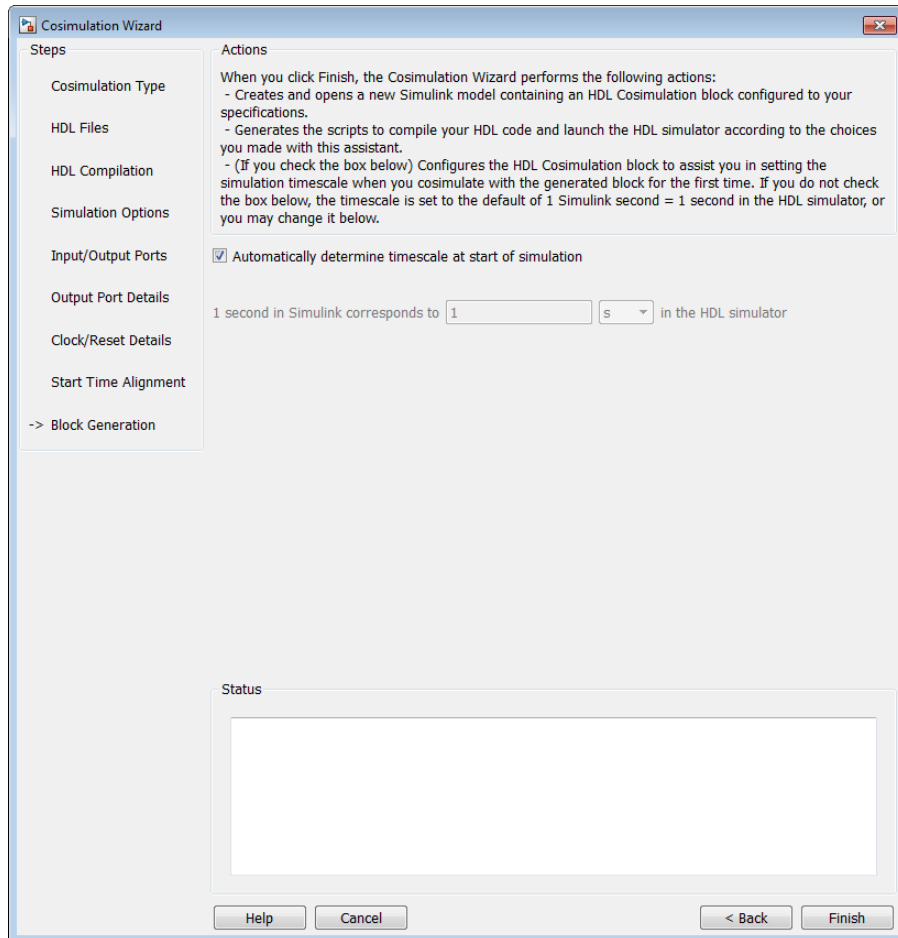 Cosimulation Wizard
Steps
Cosimulation Type
HDL Files
HDL Compilation
Simulation Options
Input/Output Ports
Output Port Details
Clock/Reset Details
Start Time Alignment
-> Block Generation
Actions
When you click Finish, the Cosimulation Wizard performs the following actions:
- Creates and opens a new Simulink model containing an HDL Cosimulation block configured to your
specifications.
- Generates the scripts to compile your HDL code and launch the HDL simulator according to the choices
you made with this assistant.
- (If you check the box below) Configures the HDL Cosimulation block to assist you in setting the
simulation timescale when you cosimulate with the generated block for the first time. If you do not check
the box below, the timescale is set to the default of 1 Simulink second = 1 second in the HDL simulator, or
you may change it below.
Automatically determine timescale at start of simulation
1 second in Simulink corresponds to 1 s in the HDL simulator
Status
Help Cancel < Back Finish